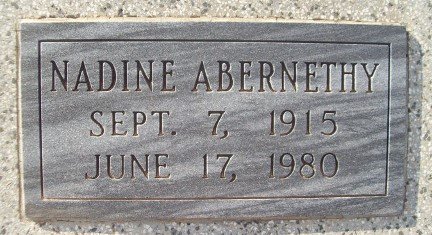 NADINE ABERNETHY
SEPT. 7, 1915
JUNE 17, 1980